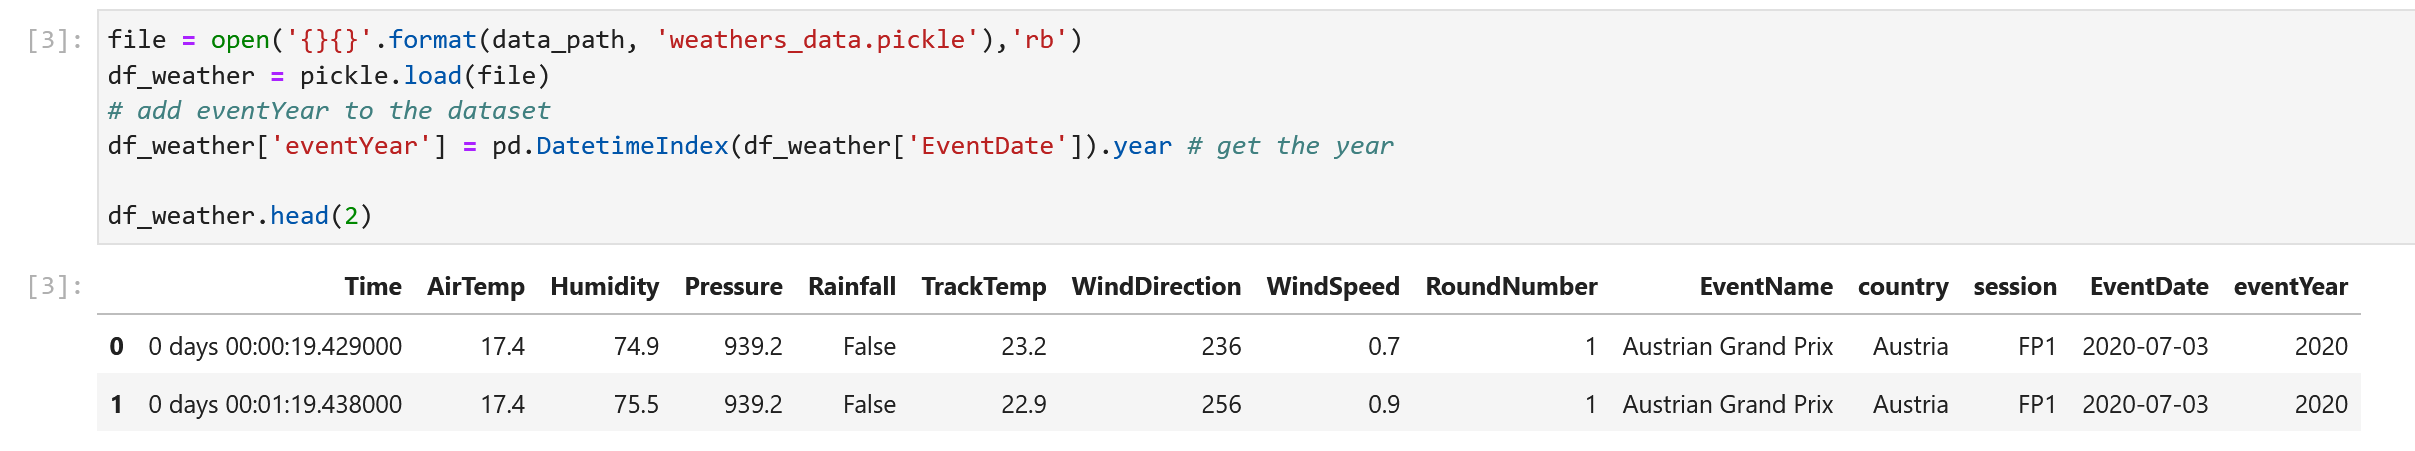 [3]: file = open('{}{}'.format(data_path, 'weathers_data.pickle'),'rb')
df_weather = pickle.load(file)
# add eventYear to the dataset
df_weather['eventYear'] = pd.DatetimeIndex(df_weather['EventDate']).year # get the year
df_weather.head(2)
[3]: Time AirTemp Humidity Pressure Rainfall TrackTemp WindDirection WindSpeed RoundNumber EventName country session EventDate eventYear
0 0 days 00:00:19.429000 17.4 74.9 939.2 False 23.2 236 0.7 1 Austrian Grand Prix Austria FP1 2020-07-03 2020
1 0 days 00:01:19.438000 17.4 75.5 939.2 False 22.9 256 0.9 1 Austrian Grand Prix Austria FP1 2020-07-03 2020